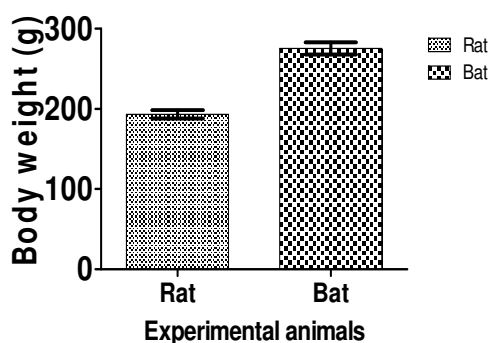 Body weight (g)
300
200
100
0
Rat
Bat
Experimental animals
Rat
Bat